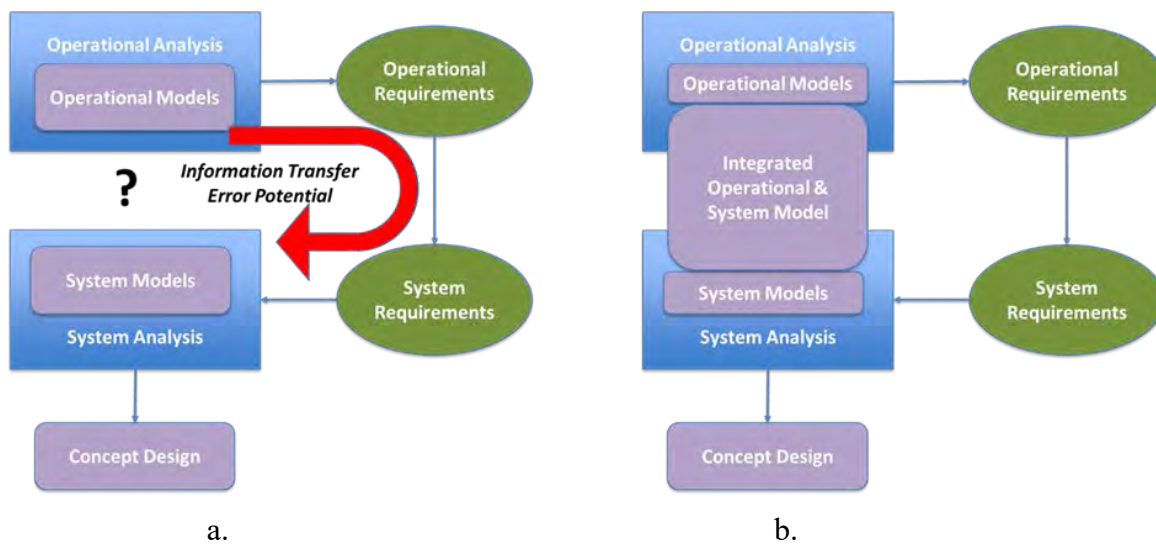 Operational Analysis
Operational Models
Operational
Requirements
?
Information Transfer
Error Potential
System Models
System Analysis
System
Requirements
Concept Design
a.
Operational Analysis
Operational Models
Integrated
Operational &
System Model
System Models
System Analysis
Operational
Requirements
System
Requirements
Concept Design
b.